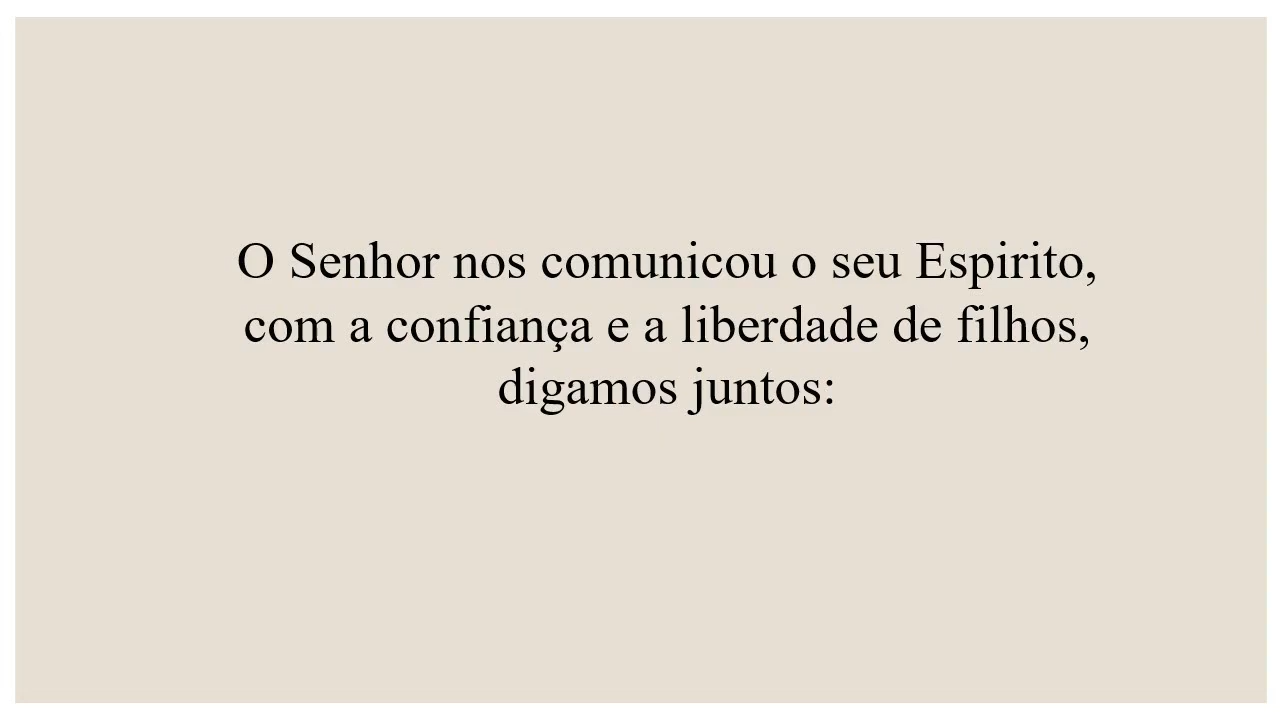 O Senhor nos comunicou o seu Espirito,
com a confiança e a liberdade de filhos,
digamos juntos: